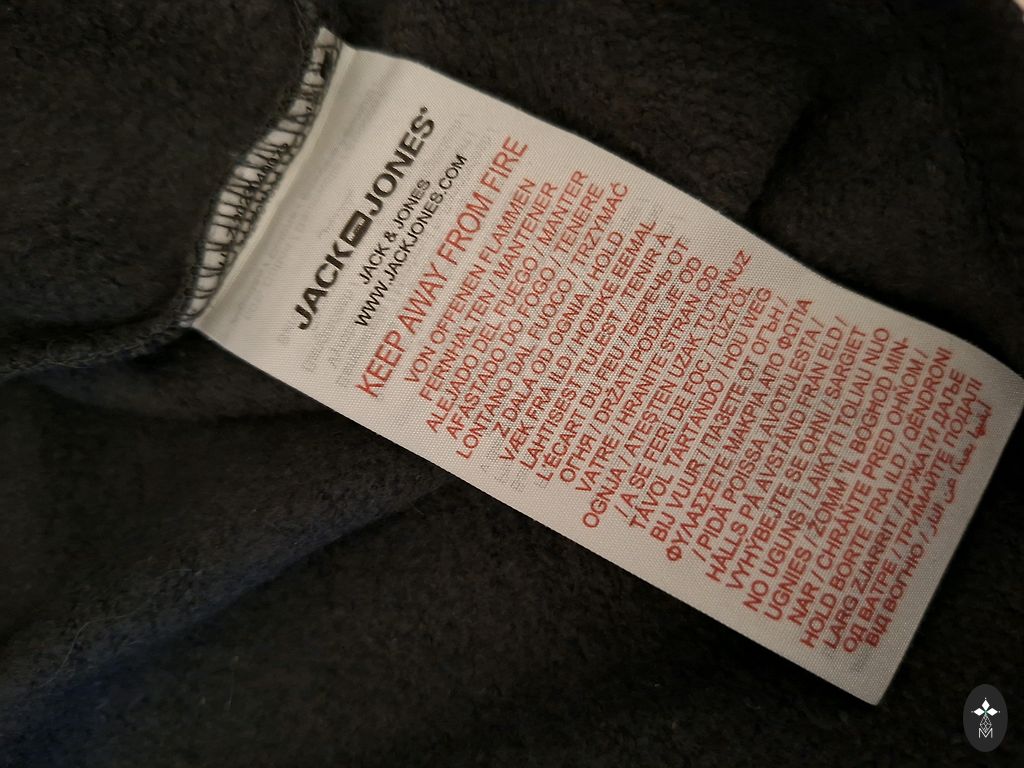 JACK & JONES®
JACK & JONES
WWW.JACKJONES.COM
KEEP AWAY FROM FIRE
VON OFFENEN FLAMMEN
FERNHALTEN / MANTENER
ALEJADO DEL FUEGO / MANTER
AFASTADO DO FOGO / TENERE
LONTANO DAL FUOCO / TRZYMAĆ
Z DALA OD OGNIA / HOLD
VÆK FRA ILD / HOIDKE EEMAL-
LAHTISEST TULEST / TENIR À
L'ÉCART DU FEU / БЕРЕЧЬ ОТ
ОГНЯ / DRŽATI PODALJE OD
VATRE / HRANITE STRAN OD
OGNJA / ATEŞTEN UZAK TUTUNUZ
/ A SE FERI DE FOC / TŰZTŐL
TÁVOL TARTANDÓ / HOU WEG
BIJ VUUR / ПАЗЕТЕ ОТ ОГЪН /
ΦΥΛΑΣΣΕΤΕ ΜΑΚΡΙΑ ΑΠΟ ΦΩΤΙΑ
/ PIDÄ POISSA AVOTULESTA /
HÅLLS PÅ AVSTÅND FRÅN ELD /
VYHÝBEJTE SE OHNI / SARGIET
NO UGUNS / LAIKYTI TOLIAU NUO
UGNIES / ŻOMM 'IL BOGĦOD MIN-
NAR / CHRÁŇTE PRED OHŇOM /
HOLD BORTE FRA ILD / QENDRONI
LARG ZJARRIT / ДРЖАТИ ДАЉЕ
ОД ВАТРЕ / ТРИМАЙТЕ ПОДАЛІ
ВІД ВОГНЮ /
M